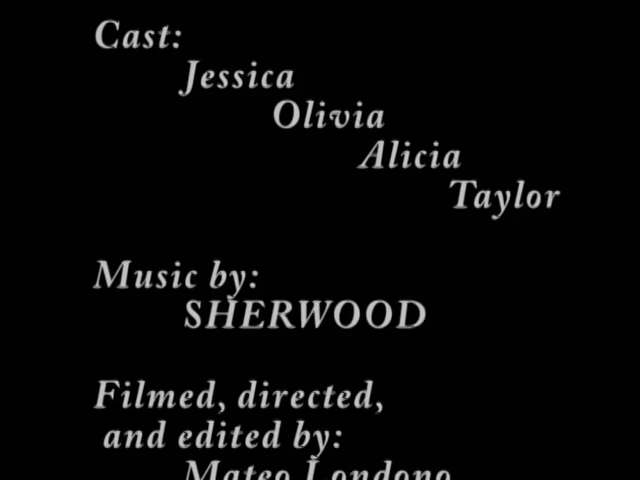 Cast:
Jessica
Olivia
Alicia
Taylor
Music by:
SHERWOOD
Filmed, directed,
and edited by:
Mateo Londono